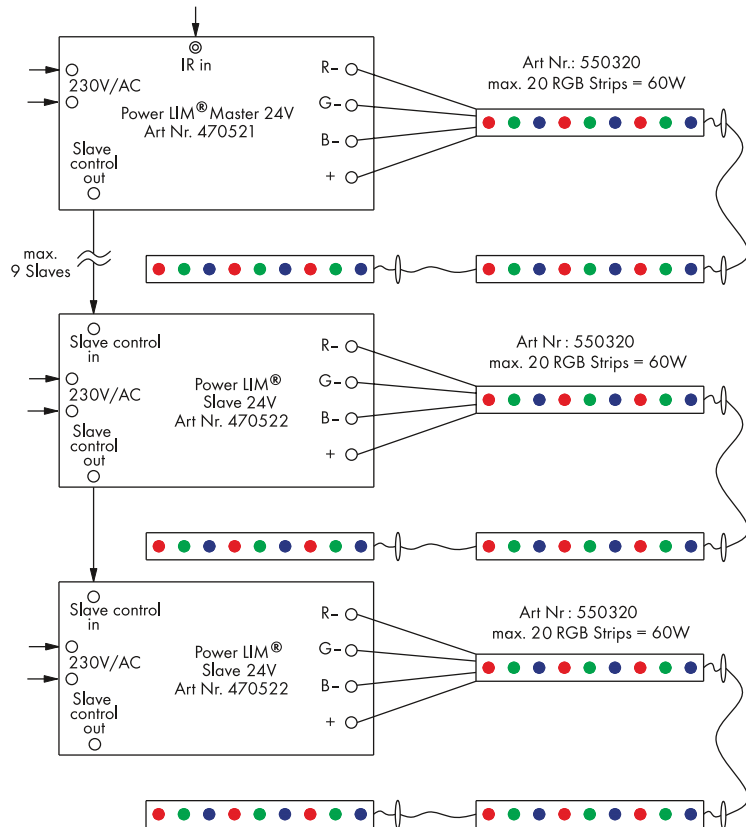 IR in
230V/AC
Power LIM® Master 24V
Art Nr. 470521
Slave
control
out
R–
G–
B–
+
Art Nr.: 550320
max. 20 RGB Strips = 60W
max.
9 Slaves
Slave control
in
230V/AC
Power LIM®
Slave 24V
Art Nr. 470522
Slave
control
out
R–
G–
B–
+
Art Nr : 550320
max. 20 RGB Strips = 60W
Slave control
in
230V/AC
Power LIM®
Slave 24V
Art Nr. 470522
Slave
control
out
R–
G–
B–
+
Art Nr : 550320
max. 20 RGB Strips = 60W